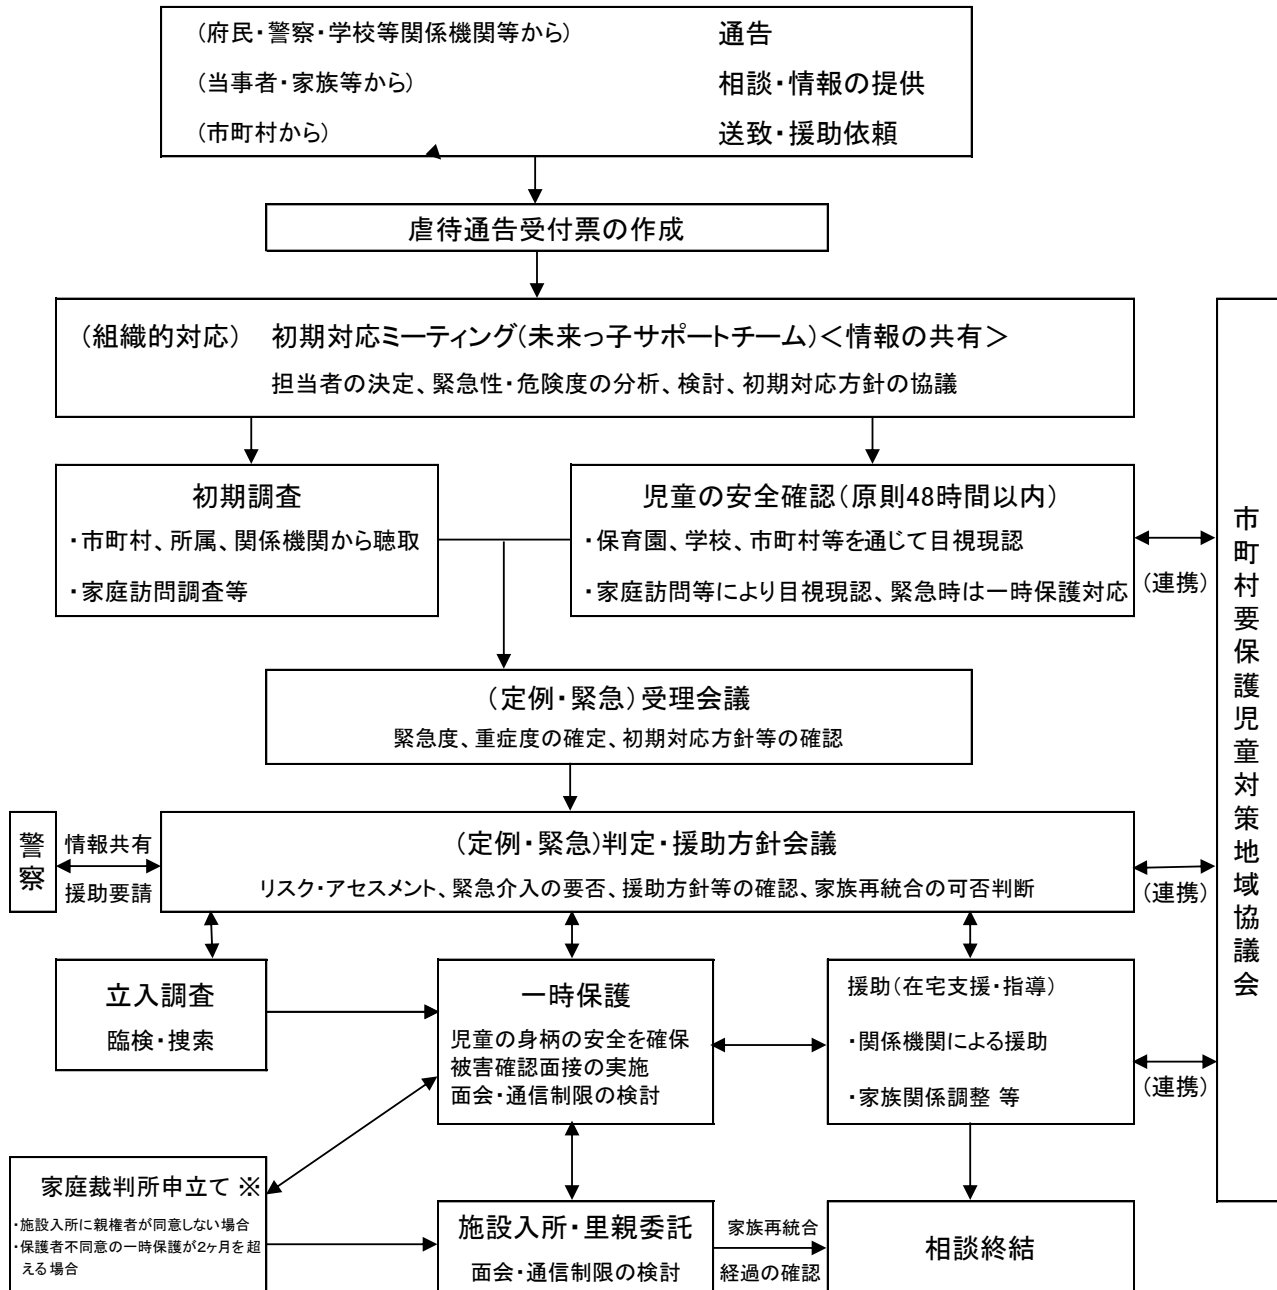 (府民・警察・学校等関係機関等から) 通告
(当事者・家族等から) 相談・情報の提供
(市町村から) 送致・援助依頼
虐待通告受付票の作成
(組織的対応) 初期対応ミーティング(未来っ子サポートチーム)<情報の共有>
担当者の決定、緊急性・危険度の分析、検討、初期対応方針の協議
初期調査
・市町村、所属、関係機関から聴取
・家庭訪問調査等
児童の安全確認(原則48時間以内)
・保育園、学校、市町村等を通じて目視現認
・家庭訪問等により目視現認、緊急時は一時保護対応
(連携)
市町村要保護児童対策地域協議会
(定例・緊急)受理会議
緊急度、重症度の確定、初期対応方針等の確認
警察
情報共有
援助要請
(定例・緊急)判定・援助方針会議
リスク・アセスメント、緊急介入の要否、援助方針等の確認、家族再統合の可否判断
(連携)
立入調査
臨検・捜索
一時保護
児童の身柄の安全を確保
被害確認面接の実施
面会・通信制限の検討
援助(在宅支援・指導)
・関係機関による援助
・家族関係調整 等
(連携)
家庭裁判所申立て ※
・施設入所に親権者が同意しない場合
・保護者不同意の一時保護が2ヶ月を超
える場合
施設入所・里親委託
面会・通信制限の検討
家族再統合
経過の確認
相談終結